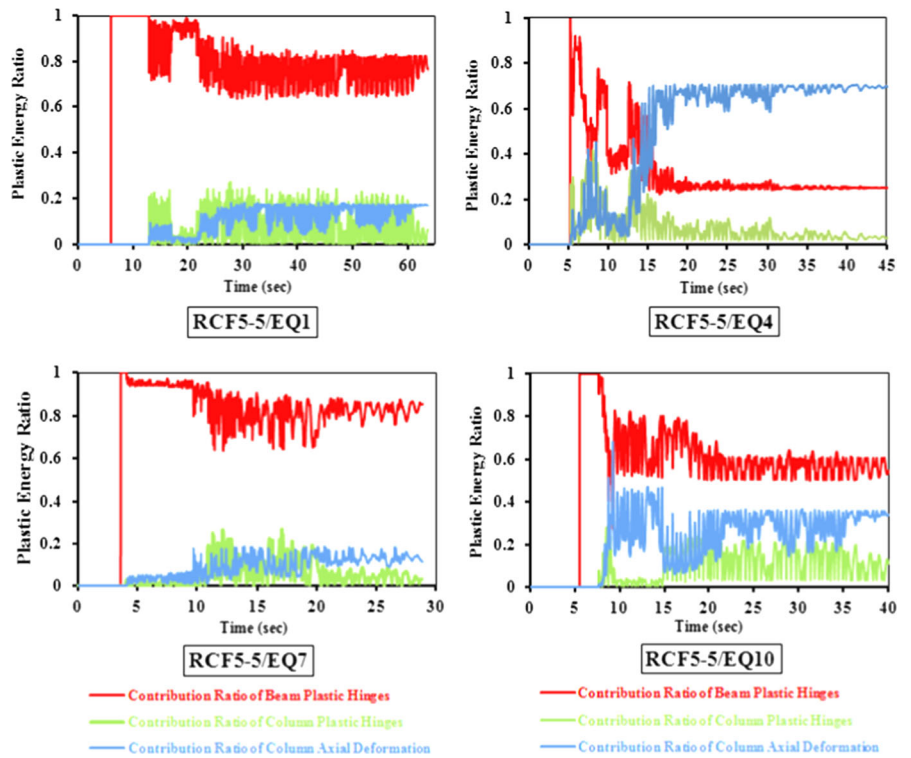 Plastic Energy Ratio
1
0.8
0.6
0.4
0.2
0
0 10 20 30 40 50 60
Time (sec)
RCF5-5/EQ1
Plastic Energy Ratio
1
0.8
0.6
0.4
0.2
0
0 5 10 15 20 25 30 35 40 45
Time (sec)
RCF5-5/EQ4
Plastic Energy Ratio
1
0.8
0.6
0.4
0.2
0
0 5 10 15 20 25 30
Time (sec)
RCF5-5/EQ7
Plastic Energy Ratio
1
0.8
0.6
0.4
0.2
0
0 5 10 15 20 25 30 35 40
Time (sec)
RCF5-5/EQ10
Contribution Ratio of Beam Plastic Hinges
Contribution Ratio of Column Plastic Hinges
Contribution Ratio of Column Axial Deformation
Contribution Ratio of Beam Plastic Hinges
Contribution Ratio of Column Plastic Hinges
Contribution Ratio of Column Axial Deformation